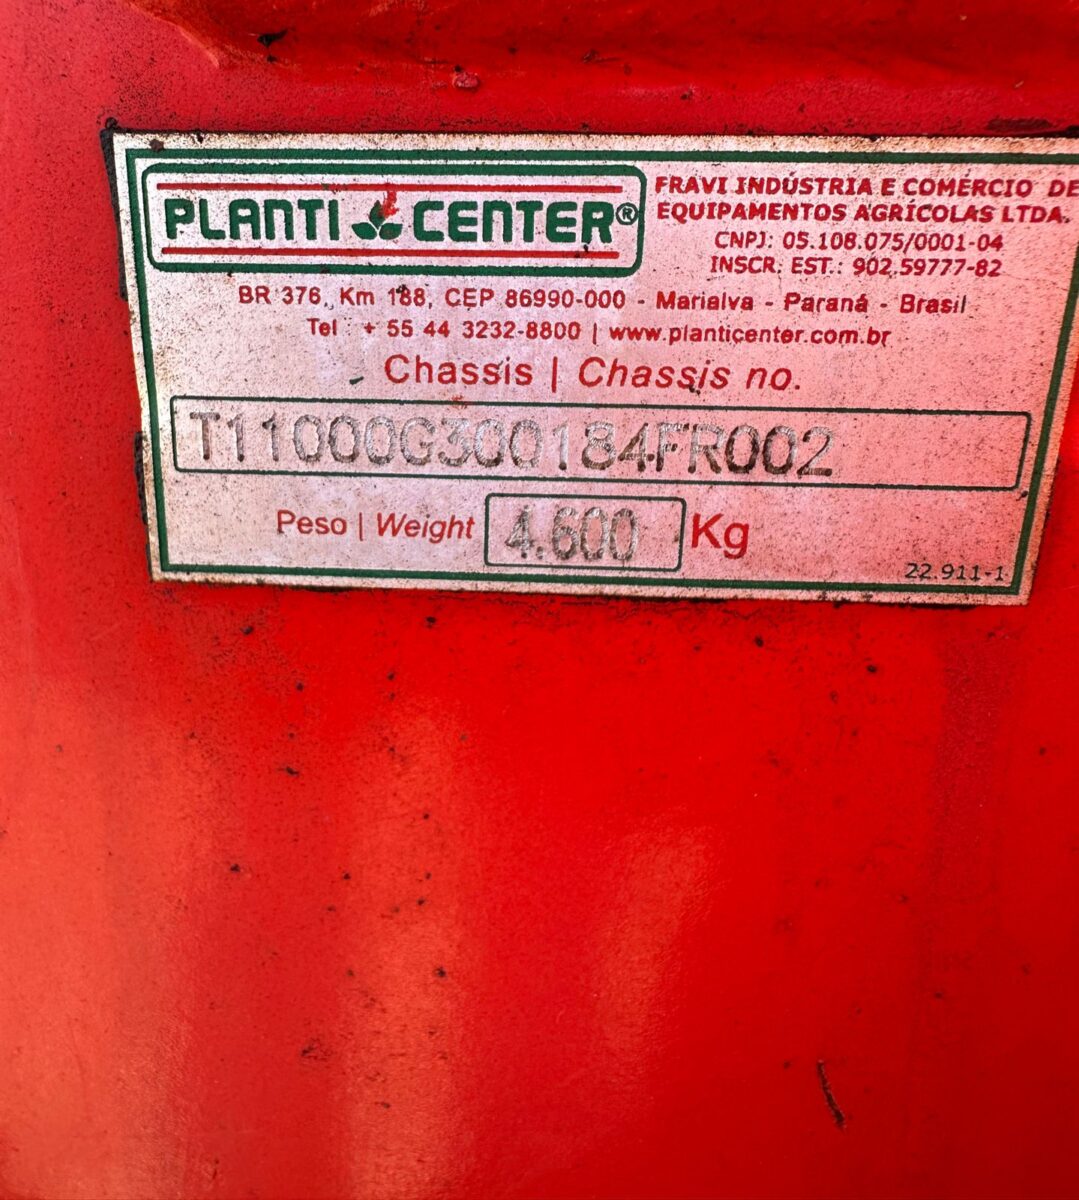 PLANTI CENTER®
FRAVI INDÚSTRIA E COMÉRCIO DE
EQUIPAMENTOS AGRÍCOLAS LTDA.
CNPJ: 05.108.075/0001-04
INSCR. EST.: 902.59777-82
BR 376, Km 188, CEP 86990-000 - Marialva - Paraná - Brasil
Tel : + 55 44 3232-8800 | www.planticenter.com.br
Chassis | Chassis no.
T11000G300184FR002
Peso | Weight 4.600 Kg
22.911-1